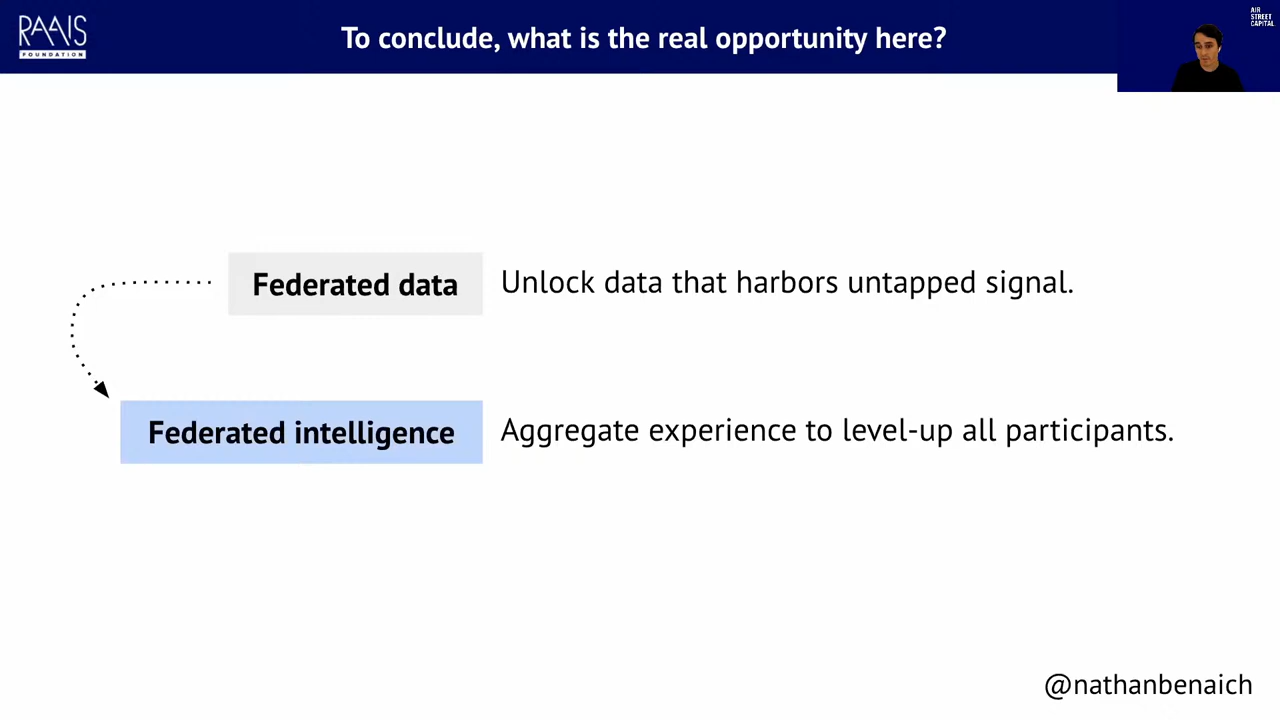 RAAIS
FOUNDATION
To conclude, what is the real opportunity here?
AIR
STREET
CAPITAL
Federated data
Unlock data that harbors untapped signal.
Federated intelligence
Aggregate experience to level-up all participants.
@nathanbenaich